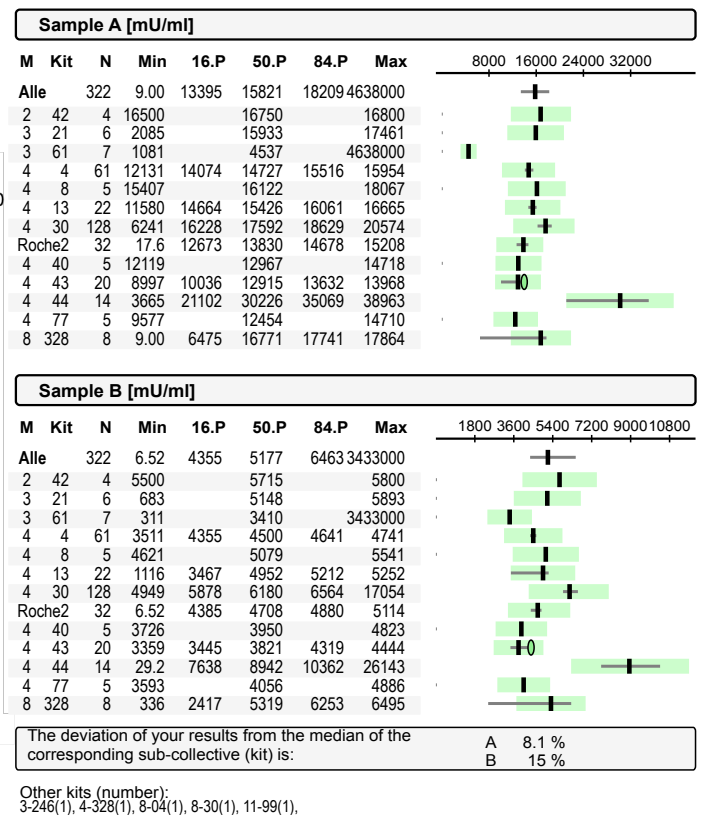 Sample A [mU/ml]
M Kit N Min 16.P 50.P 84.P Max 8000 16000 24000 32000
Alle 322 9.00 13395 15821 18209 4638000
2 42 4 16500 16750 16800
3 21 6 2085 15933 17461
3 61 7 1081 4537 4638000
4 4 61 12131 14074 14727 15516 15954
4 8 5 15407 16122 18067
4 13 22 11580 14664 15426 16061 16665
4 30 128 6241 16228 17592 18629 20574
Roche2 32 17.6 12673 13830 14678 15208
4 40 5 12119 12967 14718
4 43 20 8997 10036 12915 13632 13968
4 44 14 3665 21102 30226 35069 38963
4 77 5 9577 12454 14710
8 328 8 9.00 6475 16771 17741 17864
Sample B [mU/ml]
M Kit N Min 16.P 50.P 84.P Max 1800 3600 5400 7200 9000 10800
Alle 322 6.52 4355 5177 6463 3433000
2 42 4 5500 5715 5800
3 21 6 683 5148 5893
3 61 7 311 3410 3433000
4 4 61 3511 4355 4500 4641 4741
4 8 5 4621 5079 5541
4 13 22 1116 3467 4952 5212 5252
4 30 128 4949 5878 6180 6564 17054
Roche2 32 6.52 4385 4708 4880 5114
4 40 5 3726 3950 4823
4 43 20 3359 3445 3821 4319 4444
4 44 14 29.2 7638 8942 10362 26143
4 77 5 3593 4056 4886
8 328 8 336 2417 5319 6253 6495
The deviation of your results from the median of the
corresponding sub-collective (kit) is:
A 8.1 %
B 15 %
Other kits (number):
3-246(1), 4-328(1), 8-04(1), 8-30(1), 11-99(1),